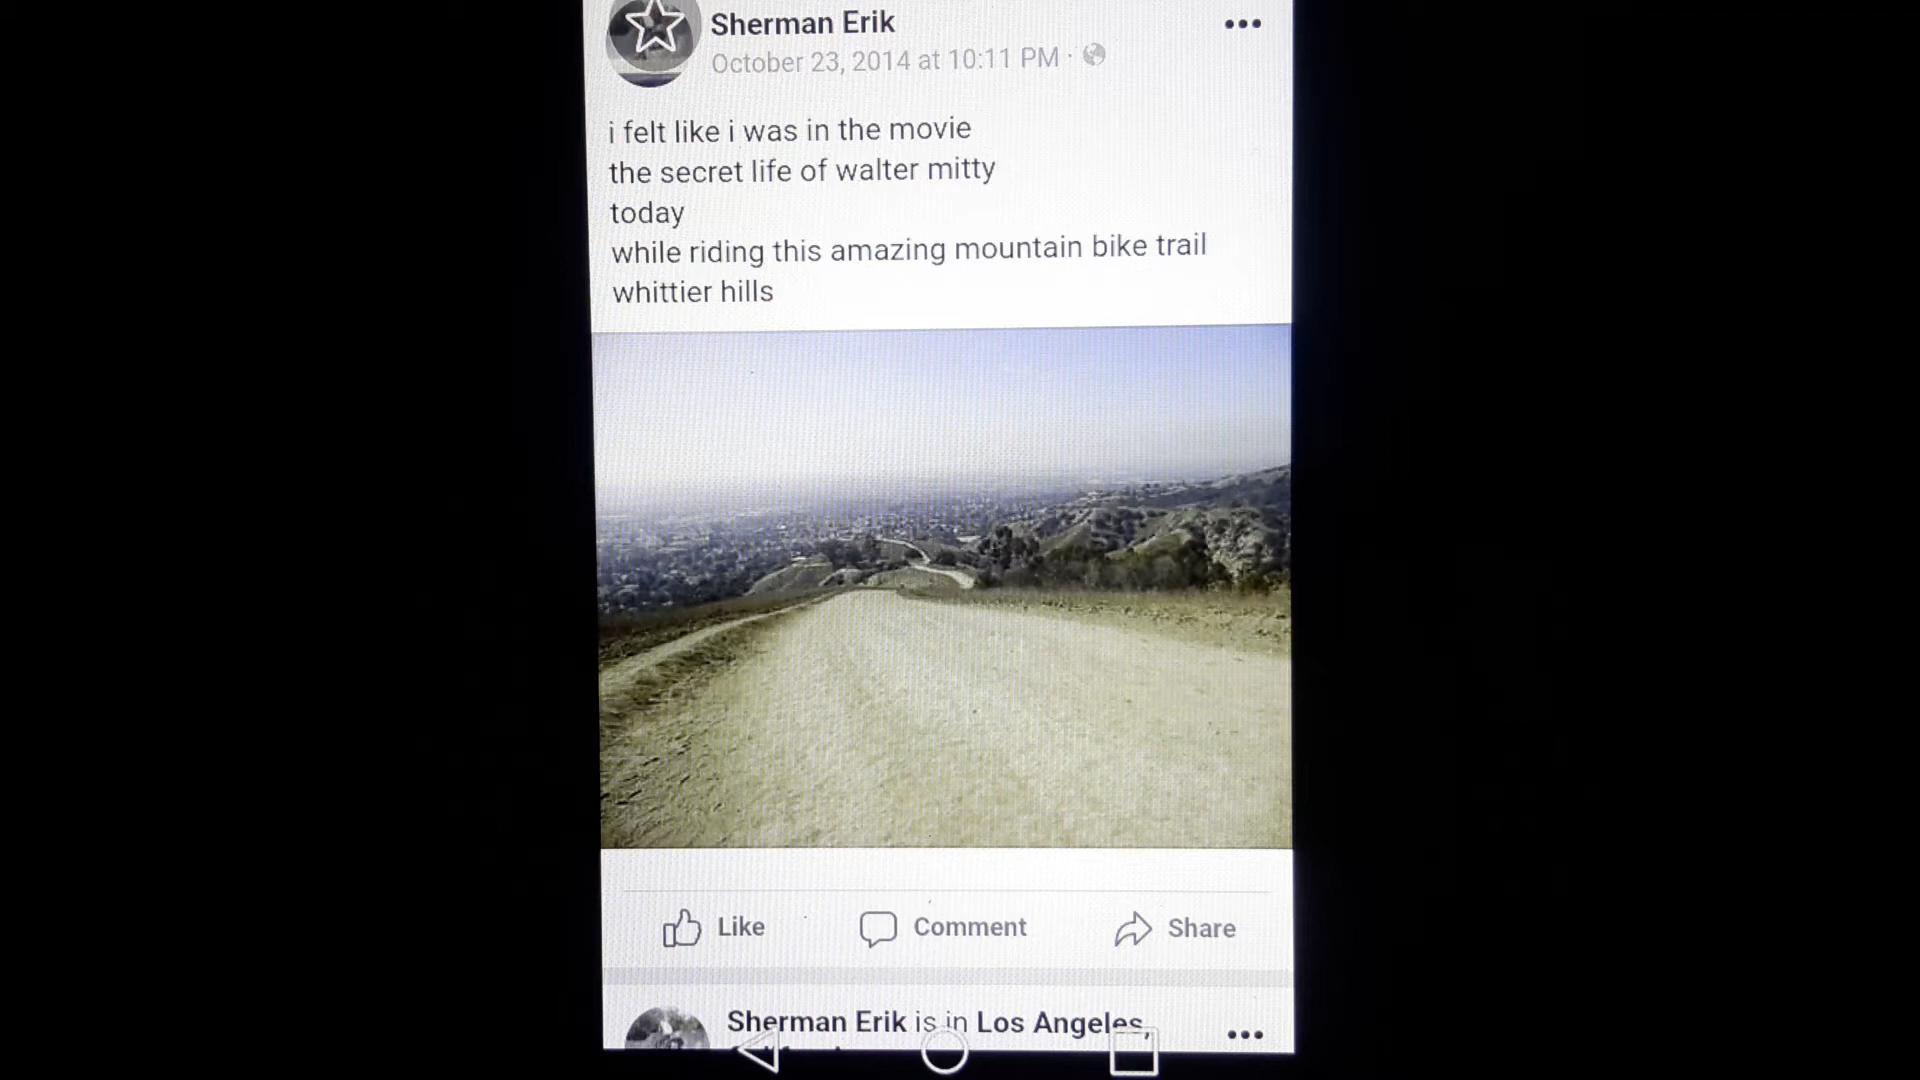 Sherman Erik
October 23, 2014 at 10:11 PM ·
i felt like i was in the movie
the secret life of walter mitty
today
while riding this amazing mountain bike trail
whittier hills
Like Comment Share
Sherman Erik is in Los Angeles,